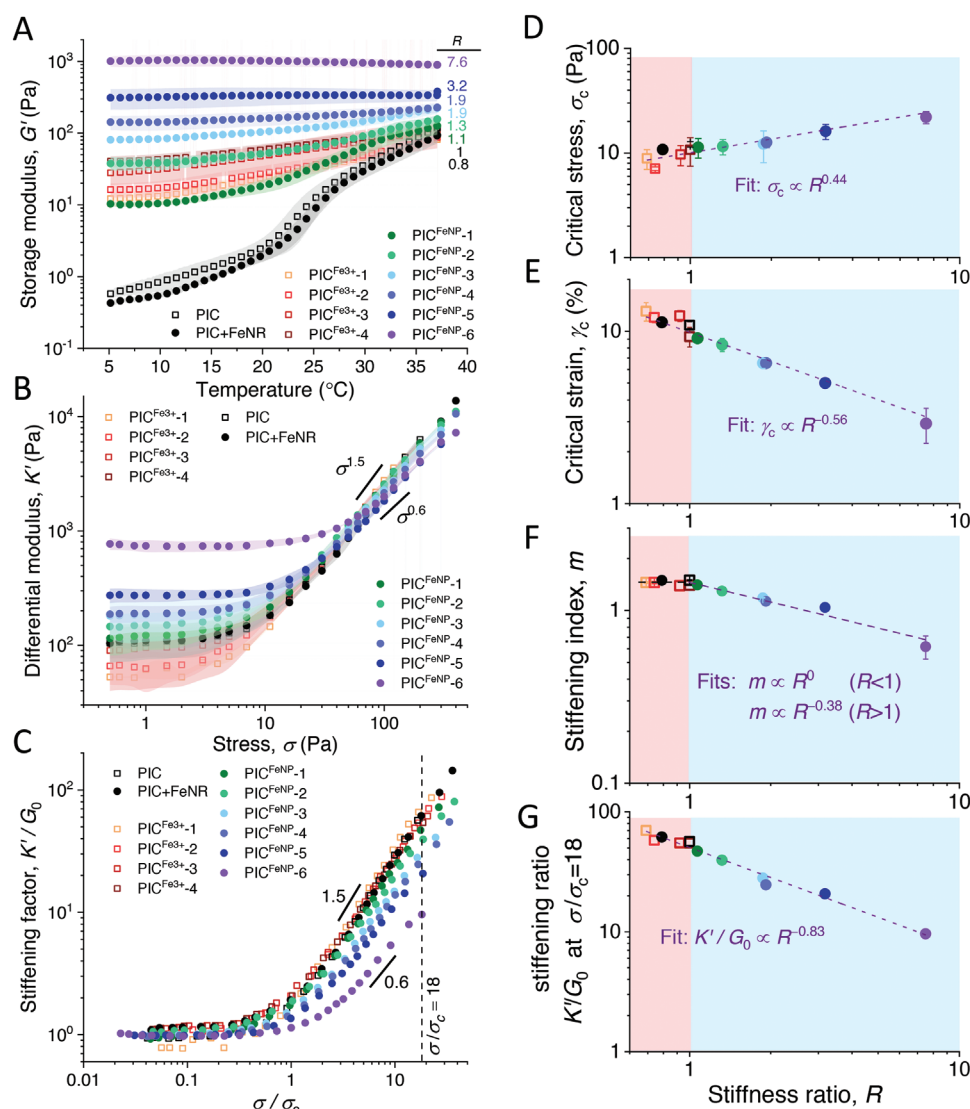 A
Storage modulus, G′ (Pa)
10³
10²
10¹
10⁰
10⁻¹
R
7.6
3.2
1.9
1.9
1.3
1.1
1
0.8
PIC
PIC+FeNR
PIC^Fe3+-1
PIC^Fe3+-2
PIC^Fe3+-3
PIC^Fe3+-4
PIC^FeNP-1
PIC^FeNP-2
PIC^FeNP-3
PIC^FeNP-4
PIC^FeNP-5
PIC^FeNP-6
5 10 15 20 25 30 35 40
Temperature (°C)
B
Differential modulus, K′ (Pa)
10⁴
10³
10²
PIC^Fe3+-1
PIC^Fe3+-2
PIC^Fe3+-3
PIC^Fe3+-4
PIC
PIC+FeNR
σ^1.5
σ^0.6
PIC^FeNP-1
PIC^FeNP-2
PIC^FeNP-3
PIC^FeNP-4
PIC^FeNP-5
PIC^FeNP-6
1 10 100
Stress, σ (Pa)
C
Stiffening factor, K′ / G₀
10²
10¹
10⁰
PIC
PIC+FeNR
PIC^Fe3+-1
PIC^Fe3+-2
PIC^Fe3+-3
PIC^Fe3+-4
PIC^FeNP-1
PIC^FeNP-2
PIC^FeNP-3
PIC^FeNP-4
PIC^FeNP-5
PIC^FeNP-6
1.5
0.6
σ/σc = 18
0.01 0.1 1 10
σ / σc
D
Critical stress, σc (Pa)
100
10
1
Fit: σc ∝ R^0.44
1 10
E
Critical strain, γc (%)
10
1
Fit: γc ∝ R^−0.56
1 10
F
Stiffening index, m
1
0.1
Fits: m ∝ R⁰ (R<1)
m ∝ R^−0.38 (R>1)
1 10
G
stiffening ratio
K′/G₀ at σ/σc=18
100
10
1
Fit: K′ / G₀ ∝ R^−0.83
1 10
Stiffness ratio, R